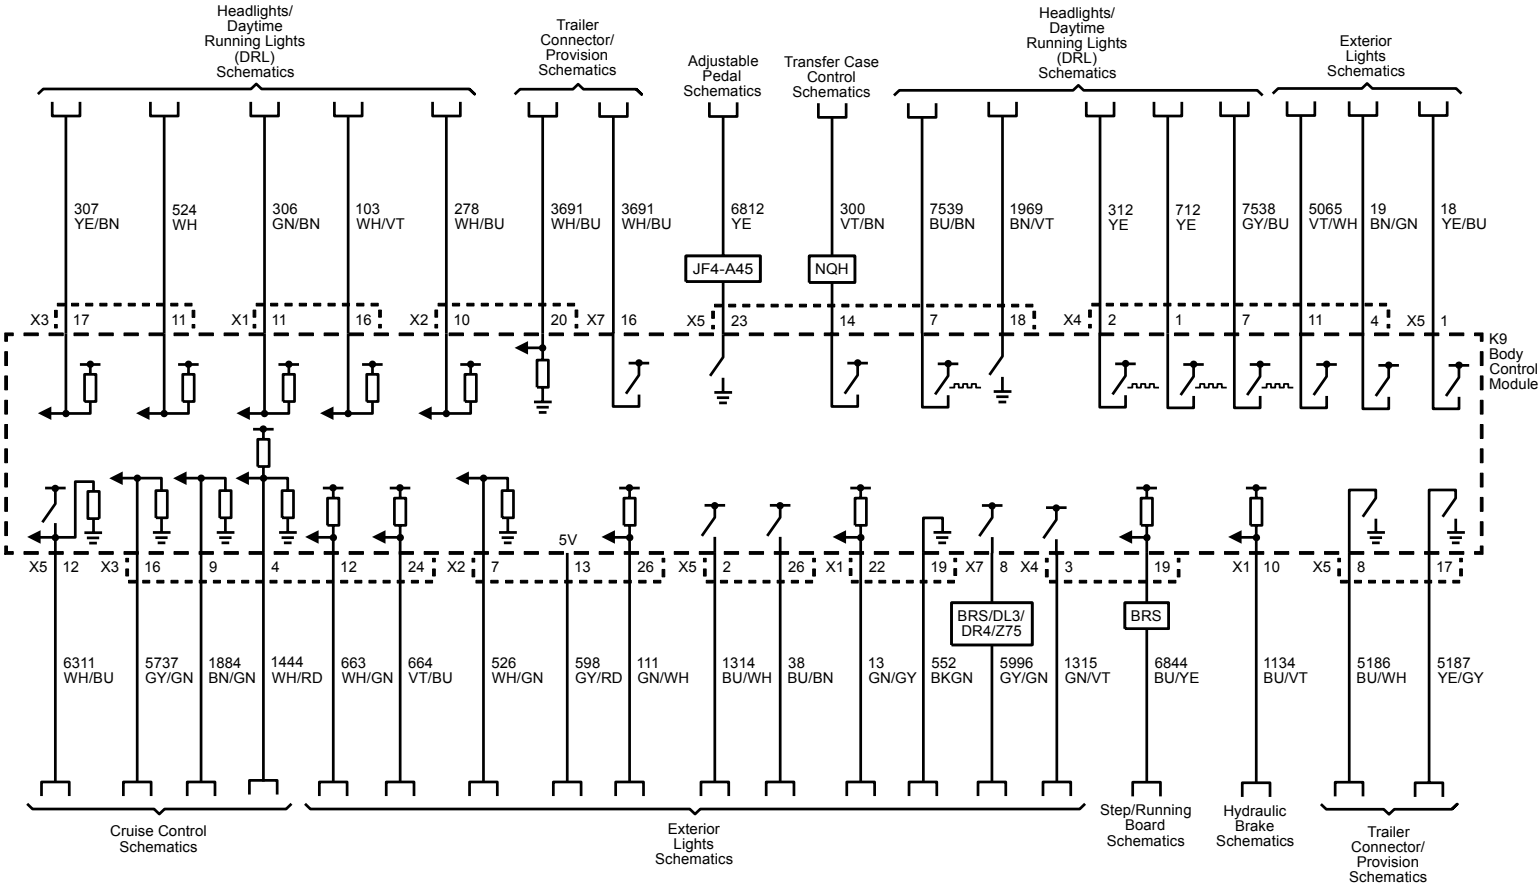 Headlights/
Daytime
Running Lights
(DRL)
Schematics
Trailer
Connector/
Provision
Schematics
Adjustable
Pedal
Schematics
Transfer Case
Control
Schematics
Headlights/
Daytime
Running Lights
(DRL)
Schematics
Exterior
Lights
Schematics
307
YE/BN
524
WH
306
GN/BN
103
WH/VT
278
WH/BU
3691
WH/BU
3691
WH/BU
6812
YE
300
VT/BN
7539
BU/BN
1969
BN/VT
312
YE
712
YE
7538
GY/BU
5065
VT/WH
19
BN/GN
18
YE/BU
JF4-A45
NQH
X3 17 11 X1 11 16 X2 10 20 X7 16 X5 23 14 7 18 X4 2 1 7 11 4 X5 1
K9
Body
Control
Module
5V
X5 12 X3 16 9 4 12 24 X2 7 13 26 X5 2 26 X1 22 19 X7 8 X4 3 19 X1 10 X5 8 17
BRS/DL3/
DR4/Z75
BRS
6311
WH/BU
5737
GY/GN
1884
BN/GN
1444
WH/RD
663
WH/GN
664
VT/BU
526
WH/GN
598
GY/RD
111
GN/WH
1314
BU/WH
38
BU/BN
13
GN/GY
552
BKGN
5996
GY/GN
1315
GN/VT
6844
BU/YE
1134
BU/VT
5186
BU/WH
5187
YE/GY
Cruise Control
Schematics
Exterior
Lights
Schematics
Step/Running
Board
Schematics
Hydraulic
Brake
Schematics
Trailer
Connector/
Provision
Schematics